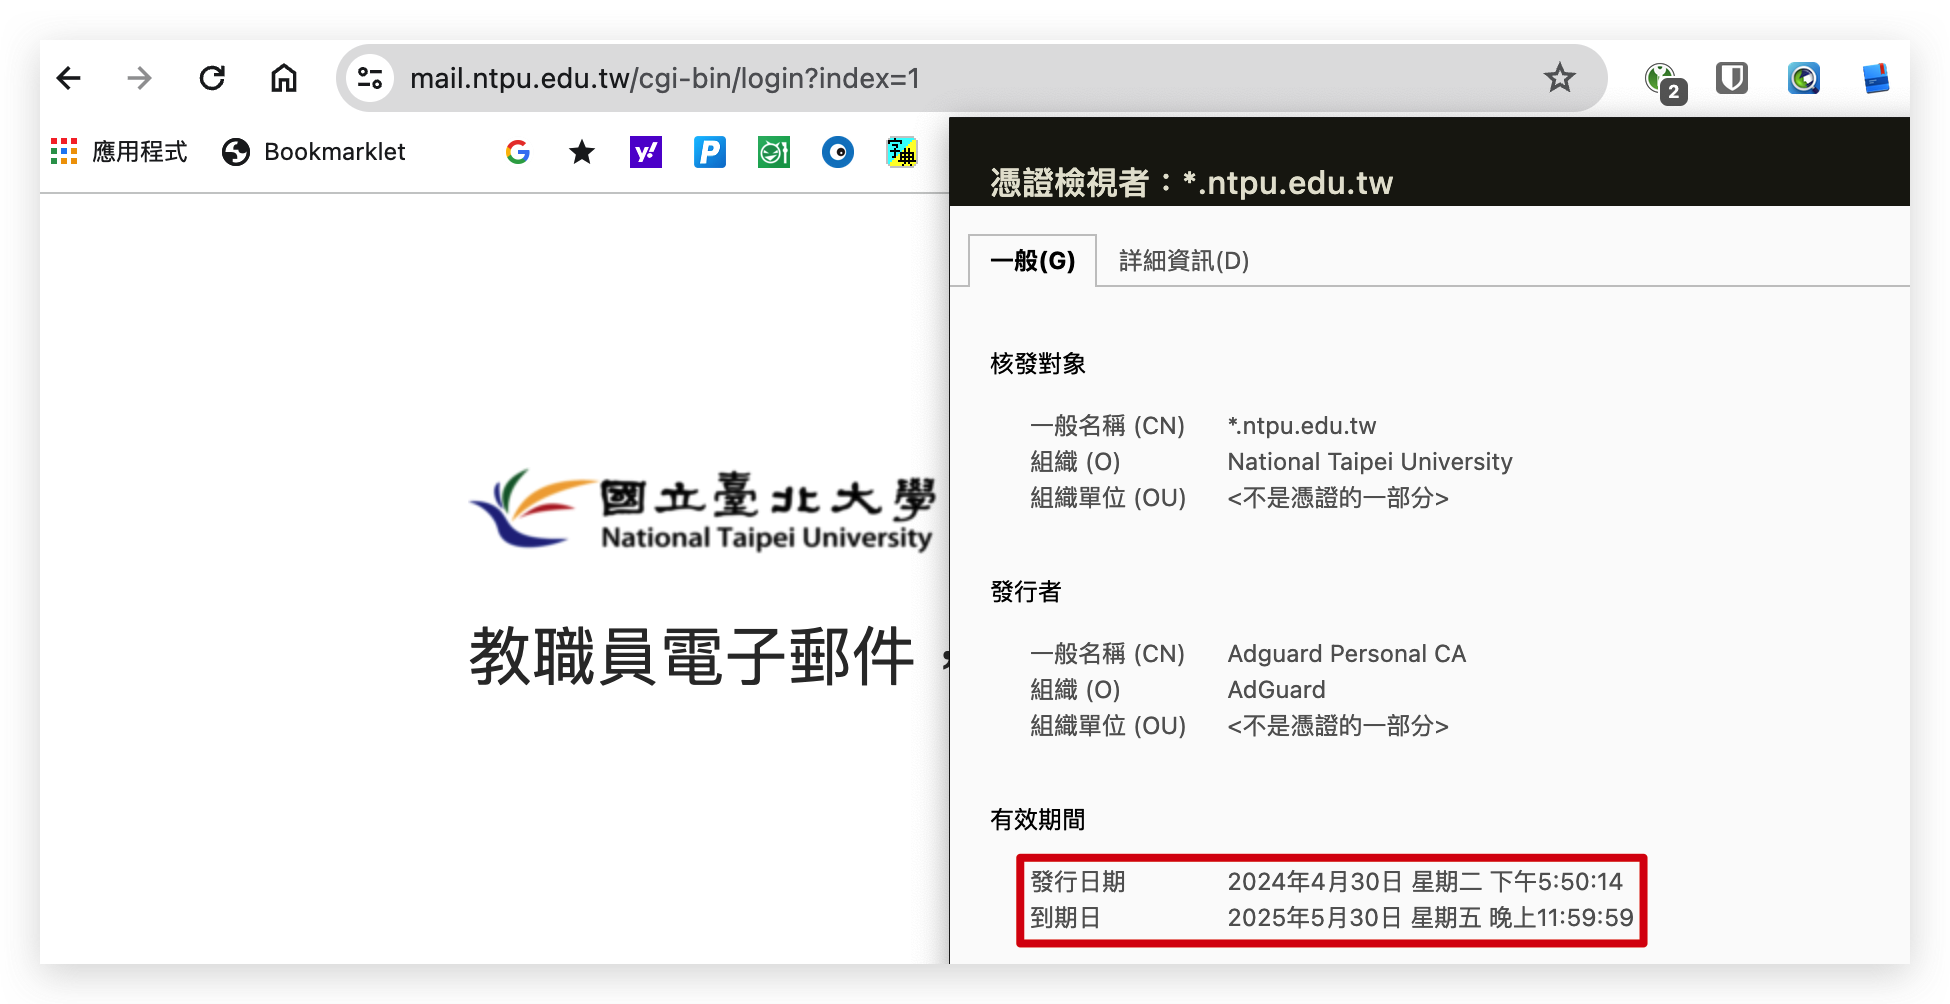 mail.ntpu.edu.tw/cgi-bin/login?index=1
2
應用程式
Bookmarklet
字典
憑證檢視者：*.ntpu.edu.tw
一般(G)
詳細資訊(D)
國立臺北大學
National Taipei University
教職員電子郵件，
核發對象
一般名稱 (CN) *.ntpu.edu.tw
組織 (O) National Taipei University
組織單位 (OU) <不是憑證的一部分>
發行者
一般名稱 (CN) Adguard Personal CA
組織 (O) AdGuard
組織單位 (OU) <不是憑證的一部分>
有效期間
發行日期 2024年4月30日 星期二 下午5:50:14
到期日 2025年5月30日 星期五 晚上11:59:59